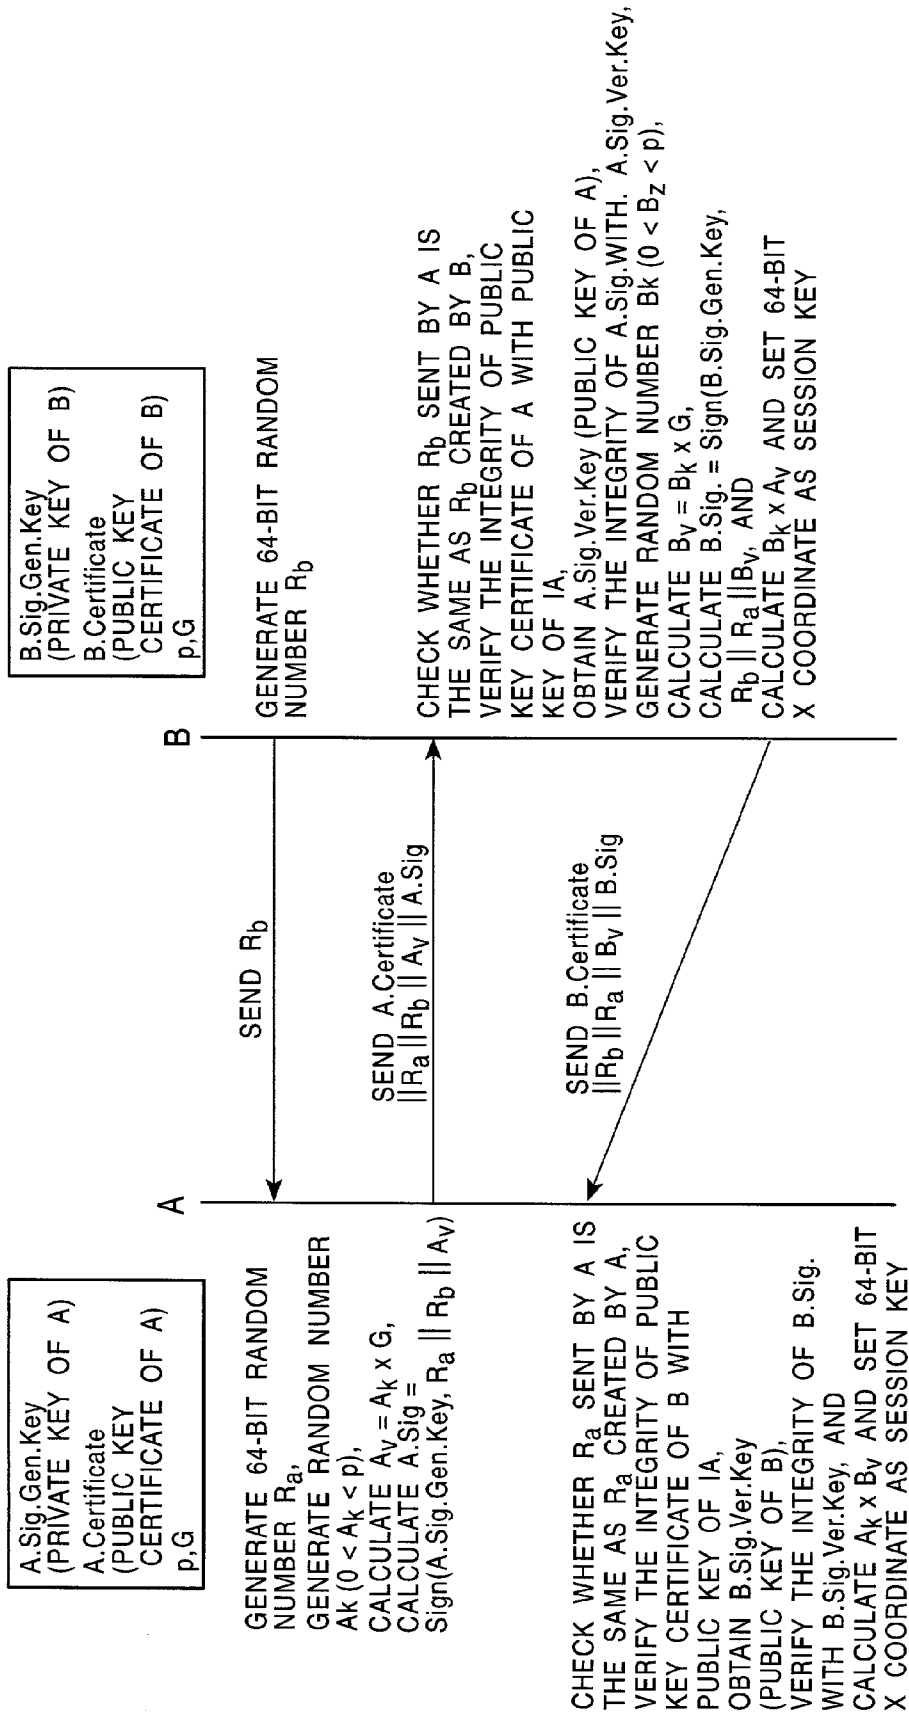 A.Sig.Gen.Key
(PRIVATE KEY OF A)
A.Certificate
(PUBLIC KEY
CERTIFICATE OF A)
p,G
B.Sig.Gen.Key
(PRIVATE KEY OF B)
B.Certificate
(PUBLIC KEY
CERTIFICATE OF B)
p,G
A
B
GENERATE 64-BIT RANDOM
NUMBER Rb
SEND Rb
GENERATE 64-BIT RANDOM
NUMBER Ra,
GENERATE RANDOM NUMBER
Ak (0 < Ak < p),
CALCULATE Av = Ak x G,
CALCULATE A.Sig =
Sign(A.Sig.Gen.Key, Ra || Rb || Av)
SEND A.Certificate
||Ra || Rb || Av || A.Sig
CHECK WHETHER Rb SENT BY A IS
THE SAME AS Rb CREATED BY B,
VERIFY THE INTEGRITY OF PUBLIC
KEY CERTIFICATE OF A WITH PUBLIC
KEY OF IA,
OBTAIN A.Sig.Ver.Key (PUBLIC KEY OF A),
VERIFY THE INTEGRITY OF A.Sig.WITH. A.Sig.Ver.Key,
GENERATE RANDOM NUMBER Bk (0 < Bz < p),
CALCULATE Bv = Bk x G,
CALCULATE B.Sig. = Sign(B.Sig.Gen.Key,
Rb || Ra ||Bv, AND
CALCULATE Bk x Av AND SET 64-BIT
X COORDINATE AS SESSION KEY
SEND B.Certificate
||Rb || Ra || Bv || B.Sig
CHECK WHETHER Ra SENT BY A IS
THE SAME AS Ra CREATED BY A,
VERIFY THE INTEGRITY OF PUBLIC
KEY CERTIFICATE OF B WITH
PUBLIC KEY OF IA,
OBTAIN B.Sig.Ver.Key
(PUBLIC KEY OF B),
VERIFY THE INTEGRITY OF B.Sig.
WITH B.Sig.Ver.Key, AND
CALCULATE Ak x Bv AND SET 64-BIT
X COORDINATE AS SESSION KEY